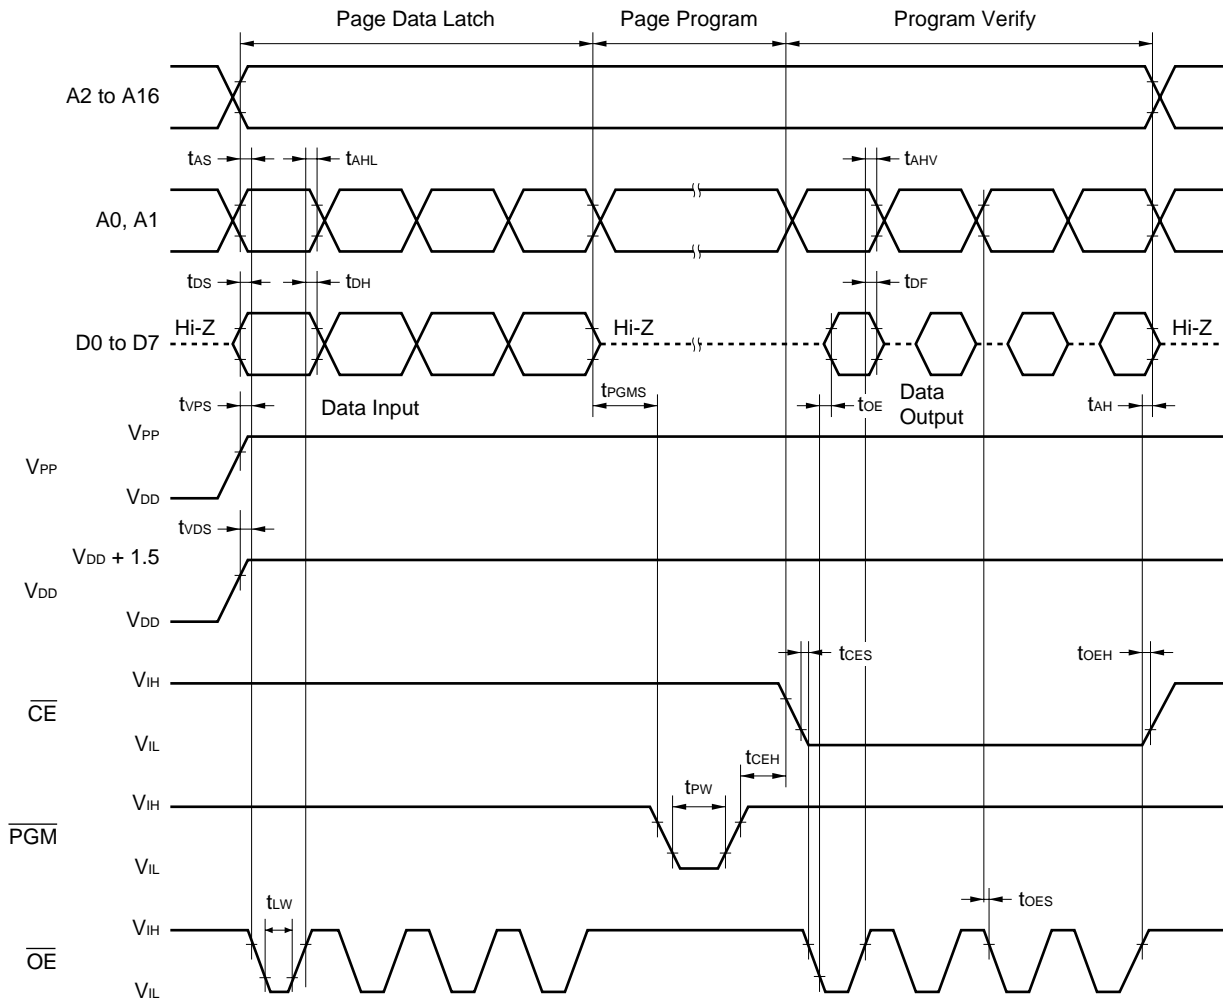 Page Data Latch Page Program Program Verify
A2 to A16
tAS tAHL tAHV
A0, A1
tDS tDH tDF
Hi-Z Hi-Z Hi-Z
D0 to D7
tPGMS
tVPS Data Input tOE Data Output tAH
VPP
VPP
VDD
tVDS
VDD + 1.5
VDD
VDD
tCES tOEH
VIH
CE
VIL
tCEH
tPW
VIH
PGM
VIL
tLW tOES
VIH
OE
VIL